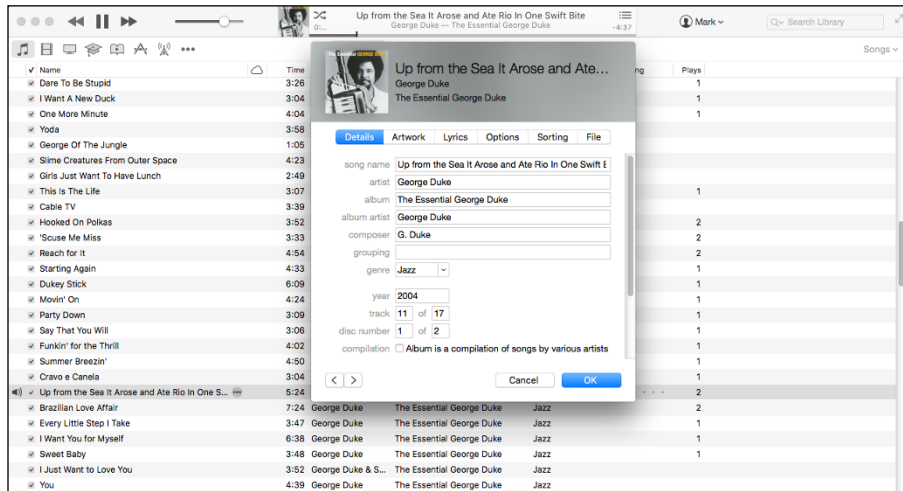 Up from the Sea It Arose and Ate Rio In One Swift Bite
George Duke — The Essential George Duke
0:...
-4:37
Mark
Search Library
Songs
Name Time ng Plays
Dare To Be Stupid 3:26 1
I Want A New Duck 3:04 1
One More Minute 4:04 1
Yoda 3:58
George Of The Jungle 1:05
Slime Creatures From Outer Space 4:23
Girls Just Want To Have Lunch 2:49
This Is The Life 3:07 1
Cable TV 3:39
Hooked On Polkas 3:52 2
'Scuse Me Miss 3:33 2
Reach for It 4:54 2
Starting Again 4:33 1
Dukey Stick 6:09 1
Movin' On 4:24 1
Party Down 3:09 1
Say That You Will 3:06 1
Funkin' for the Thrill 4:02 1
Summer Breezin' 4:50 1
Cravo e Canela 3:04 1
Up from the Sea It Arose and Ate Rio In One S... 5:24 2
Brazilian Love Affair 7:24 George Duke The Essential George Duke Jazz 2
Every Little Step I Take 3:47 George Duke The Essential George Duke Jazz 1
I Want You for Myself 6:38 George Duke The Essential George Duke Jazz 1
Sweet Baby 3:48 George Duke The Essential George Duke Jazz 1
I Just Want to Love You 3:52 George Duke & S... The Essential George Duke Jazz
You 4:39 George Duke The Essential George Duke Jazz
The Essential GEORGE DUKE
Up from the Sea It Arose and Ate...
George Duke
The Essential George Duke
Details Artwork Lyrics Options Sorting File
song name Up from the Sea It Arose and Ate Rio In One Swift E
artist George Duke
album The Essential George Duke
album artist George Duke
composer G. Duke
grouping
genre Jazz
year 2004
track 11 of 17
disc number 1 of 2
compilation Album is a compilation of songs by various artists
Cancel OK